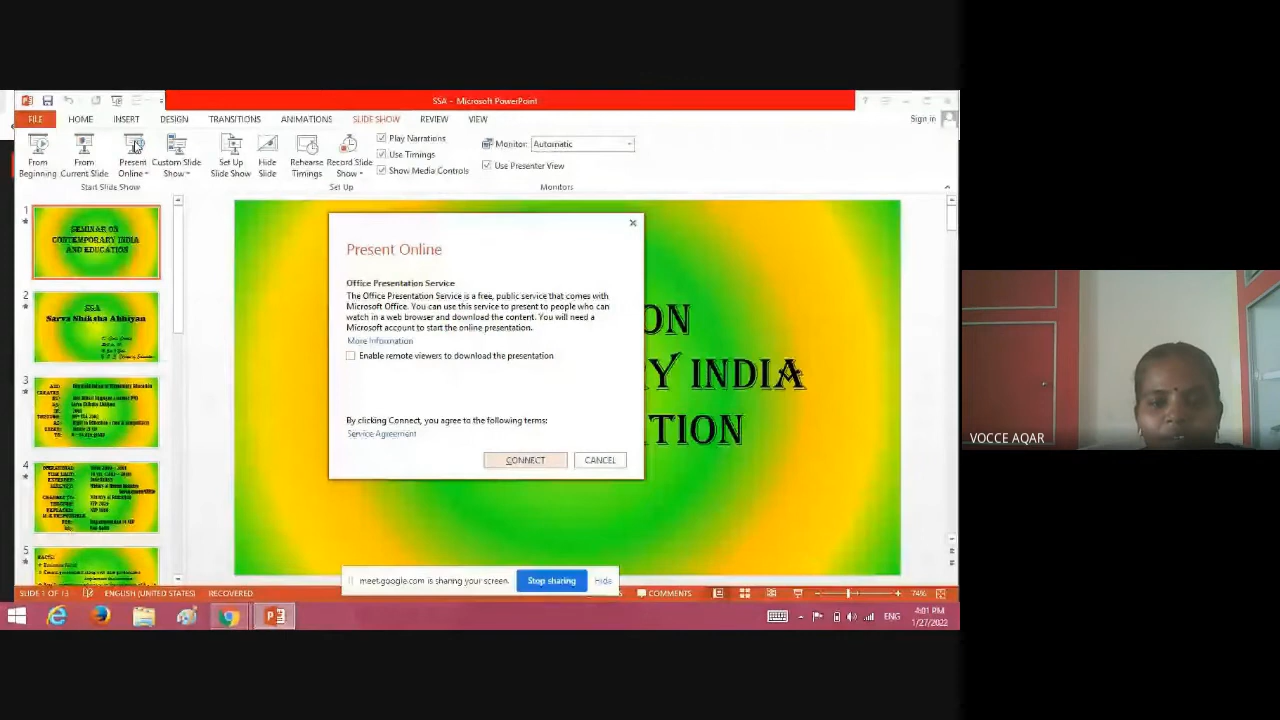 SSA - Microsoft PowerPoint
FILE HOME INSERT DESIGN TRANSITIONS ANIMATIONS SLIDE SHOW REVIEW VIEW Sign in
From Beginning
From Current Slide
Present Online
Custom Slide Show
Set Up Slide Show
Hide Slide
Rehearse Timings
Record Slide Show
Play Narrations
Use Timings
Show Media Controls
Monitor: Automatic
Use Presenter View
Start Slide Show Set Up Monitors
1
SEMINAR ON
CONTEMPORARY INDIA
AND EDUCATION
2
SSA
Sarva Shiksha Abhiyan
3
4
5
ON
Y INDIA
ATION
Present Online
Office Presentation Service
The Office Presentation Service is a free, public service that comes with
Microsoft Office. You can use this service to present to people who can
watch in a web browser and download the content. You will need a
Microsoft account to start the online presentation.
More Information
Enable remote viewers to download the presentation
By clicking Connect, you agree to the following terms:
Service Agreement
CONNECT CANCEL
meet.google.com is sharing your screen. Stop sharing Hide
SLIDE 1 OF 13 ENGLISH (UNITED STATES) RECOVERED COMMENTS 74%
ENG
4:01 PM
1/27/2022
VOCCE AQAR